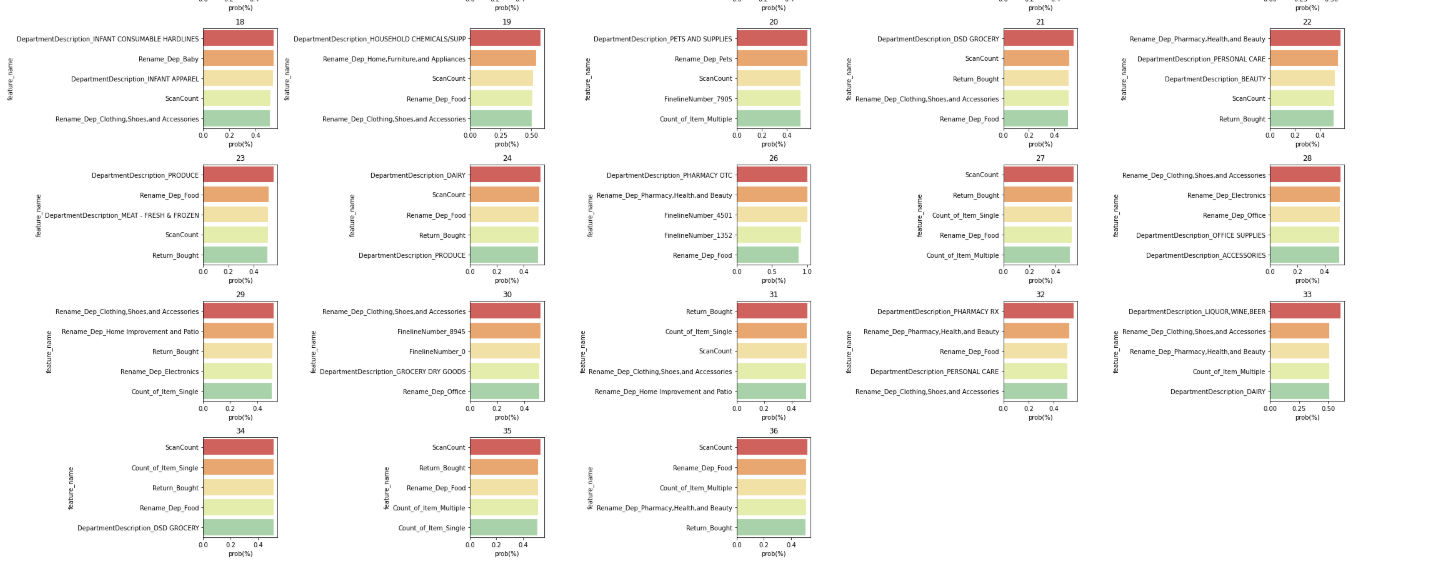 prob(%)
prob(%)
prob(%)
prob(%)
prob(%)
18
DepartmentDescription_INFANT CONSUMABLE HARDLINES
Rename_Dep_Baby
DepartmentDescription_INFANT APPAREL
ScanCount
Rename_Dep_Clothing,Shoes,and Accessories
feature_name
0.0 0.2 0.4
prob(%)
19
DepartmentDescription_HOUSEHOLD CHEMICALS/SUPP
Rename_Dep_Home,Furniture,and Appliances
ScanCount
Rename_Dep_Food
Rename_Dep_Clothing,Shoes,and Accessories
feature_name
0.00 0.25 0.50
prob(%)
20
DepartmentDescription_PETS AND SUPPLIES
Rename_Dep_Pets
ScanCount
FinelineNumber_7905
Count_of_Item_Multiple
feature_name
0.0 0.2 0.4
prob(%)
21
DepartmentDescription_DSD GROCERY
ScanCount
Return_Bought
Rename_Dep_Clothing,Shoes,and Accessories
Rename_Dep_Food
feature_name
0.0 0.2 0.4
prob(%)
22
Rename_Dep_Pharmacy,Health,and Beauty
DepartmentDescription_PERSONAL CARE
DepartmentDescription_BEAUTY
ScanCount
Return_Bought
feature_name
0.0 0.2 0.4
prob(%)
23
DepartmentDescription_PRODUCE
Rename_Dep_Food
DepartmentDescription_MEAT - FRESH & FROZEN
ScanCount
Return_Bought
feature_name
0.0 0.2 0.4
prob(%)
24
DepartmentDescription_DAIRY
ScanCount
Rename_Dep_Food
Return_Bought
DepartmentDescription_PRODUCE
feature_name
0.0 0.2 0.4
prob(%)
26
DepartmentDescription_PHARMACY OTC
Rename_Dep_Pharmacy,Health,and Beauty
FinelineNumber_4501
FinelineNumber_1352
Rename_Dep_Food
feature_name
0.0 0.5 1.0
prob(%)
27
ScanCount
Return_Bought
Count_of_Item_Single
Rename_Dep_Food
Count_of_Item_Multiple
feature_name
0.0 0.2 0.4
prob(%)
28
Rename_Dep_Clothing,Shoes,and Accessories
Rename_Dep_Electronics
Rename_Dep_Office
DepartmentDescription_OFFICE SUPPLIES
DepartmentDescription_ACCESSORIES
feature_name
0.0 0.2 0.4
prob(%)
29
Rename_Dep_Clothing,Shoes,and Accessories
Rename_Dep_Home Improvement and Patio
Return_Bought
Rename_Dep_Electronics
Count_of_Item_Single
feature_name
0.0 0.2 0.4
prob(%)
30
Rename_Dep_Clothing,Shoes,and Accessories
FinelineNumber_8945
FinelineNumber_0
DepartmentDescription_GROCERY DRY GOODS
Rename_Dep_Office
feature_name
0.0 0.2 0.4
prob(%)
31
Return_Bought
Count_of_Item_Single
ScanCount
Rename_Dep_Clothing,Shoes,and Accessories
Rename_Dep_Home Improvement and Patio
feature_name
0.0 0.2 0.4
prob(%)
32
DepartmentDescription_PHARMACY RX
Rename_Dep_Pharmacy,Health,and Beauty
Rename_Dep_Food
DepartmentDescription_PERSONAL CARE
Rename_Dep_Clothing,Shoes,and Accessories
feature_name
0.0 0.2 0.4
prob(%)
33
DepartmentDescription_LIQUOR,WINE,BEER
Rename_Dep_Clothing,Shoes,and Accessories
Rename_Dep_Pharmacy,Health,and Beauty
Count_of_Item_Multiple
DepartmentDescription_DAIRY
feature_name
0.00 0.25 0.50
prob(%)
34
ScanCount
Count_of_Item_Single
Return_Bought
Rename_Dep_Food
DepartmentDescription_DSD GROCERY
feature_name
0.0 0.2 0.4
prob(%)
35
ScanCount
Return_Bought
Rename_Dep_Food
Count_of_Item_Multiple
Count_of_Item_Single
feature_name
0.0 0.2 0.4
prob(%)
36
ScanCount
Rename_Dep_Food
Count_of_Item_Multiple
Rename_Dep_Pharmacy,Health,and Beauty
Return_Bought
feature_name
0.0 0.2 0.4
prob(%)